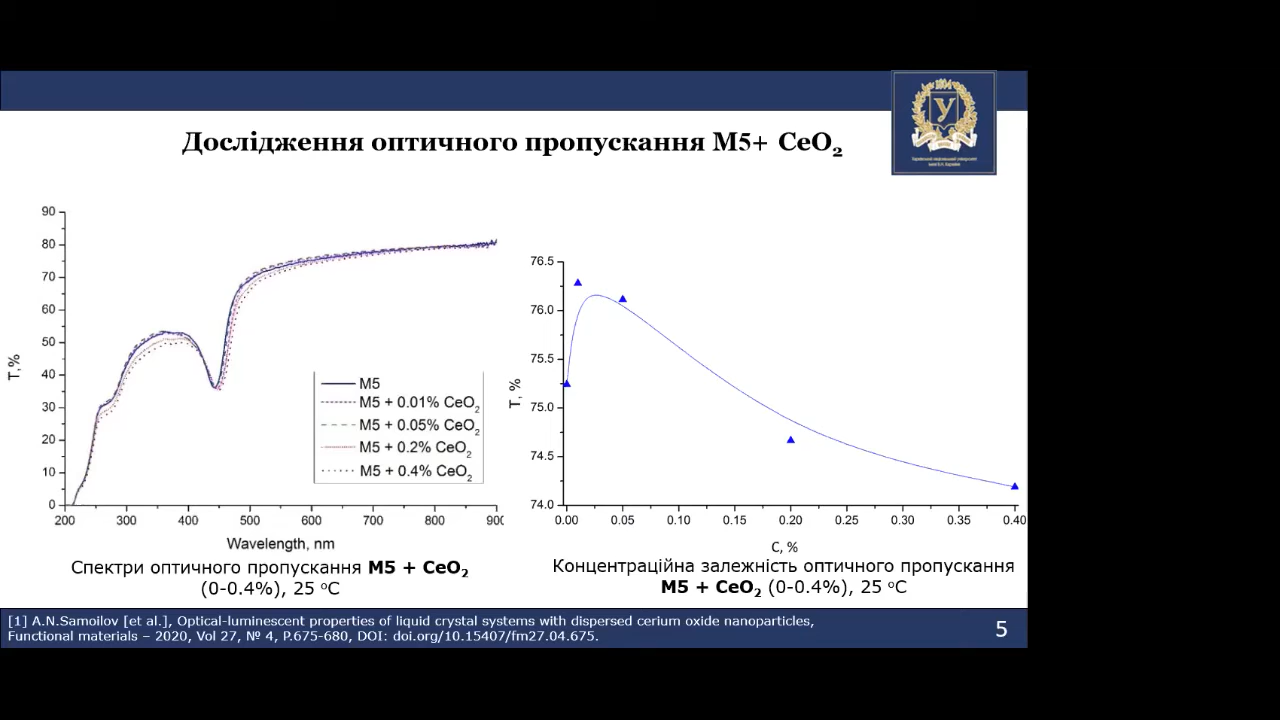 Дослідження оптичного пропускання М5+ CeO₂
90
80
70
60
50
40
30
20
10
0
T,%
200 300 400 500 600 700 800 900
Wavelength, nm
M5
M5 + 0.01% CeO₂
M5 + 0.05% CeO₂
M5 + 0.2% CeO₂
M5 + 0.4% CeO₂
Спектри оптичного пропускання М5 + CeO₂
(0-0.4%), 25 ᵒC
76.5
76.0
75.5
75.0
74.5
74.0
T, %
0.00 0.05 0.10 0.15 0.20 0.25 0.30 0.35 0.40
C, %
Концентраційна залежність оптичного пропускання
М5 + CeO₂ (0-0.4%), 25 ᵒC
[1] A.N.Samoilov [et al.], Optical-luminescent properties of liquid crystal systems with dispersed cerium oxide nanoparticles,
Functional materials – 2020, Vol 27, № 4, P.675-680, DOI: doi.org/10.15407/fm27.04.675.
5